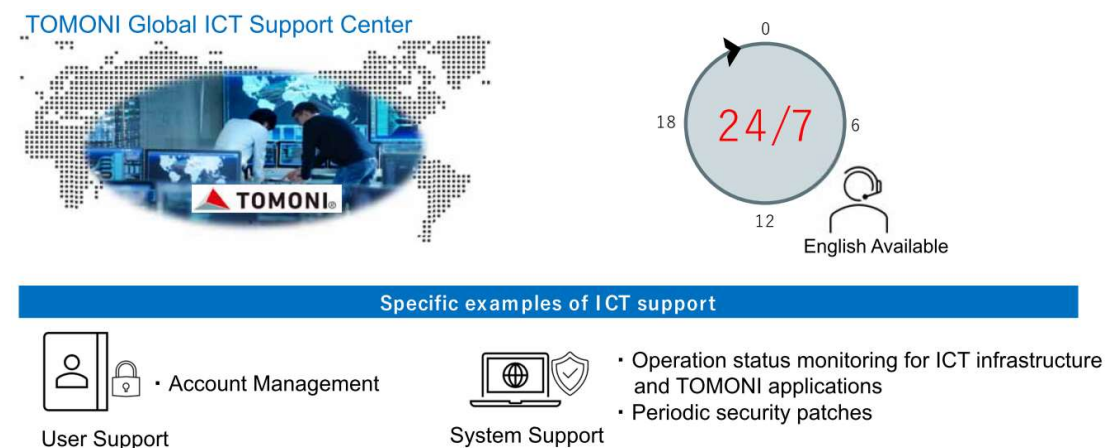 TOMONI Global ICT Support Center
TOMONI®
0
18
24/7
6
12
English Available
Specific examples of ICT support
・Account Management
User Support
System Support
・Operation status monitoring for ICT infrastructure
and TOMONI applications
・Periodic security patches